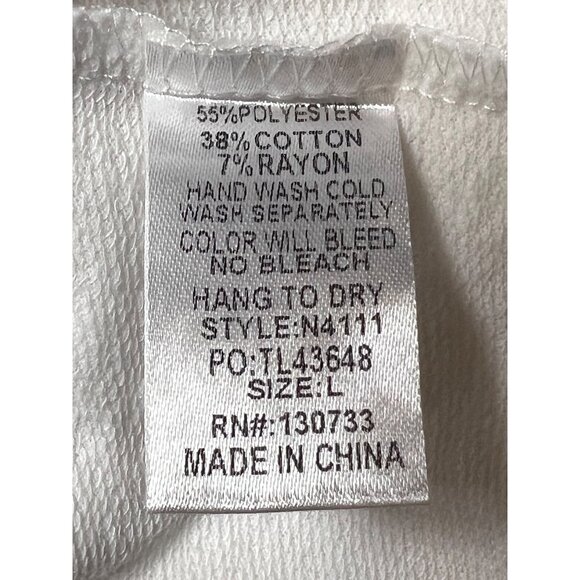 55%POLYESTER
38%COTTON
7%RAYON
HAND WASH COLD
WASH SEPARATELY
COLOR WILL BLEED
NO BLEACH
HANG TO DRY
STYLE:N4111
PO:TL43648
SIZE:L
RN#:130733
MADE IN CHINA